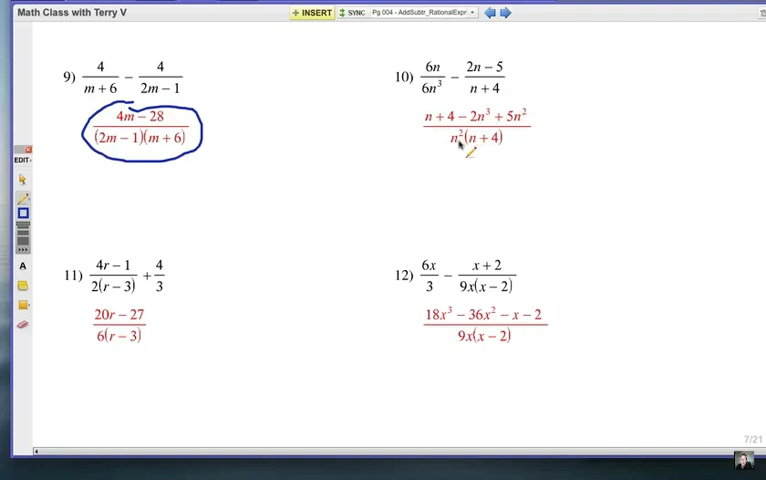 Math Class with Terry V
INSERT
SYNC
Pg 004 - AddSubtr_RationalExpr
9) 4/(m + 6) − 4/(2m − 1)
(4m − 28)/((2m − 1)(m + 6))
10) 6n/6n³ − (2n − 5)/(n + 4)
(n + 4 − 2n³ + 5n²)/(n²(n + 4))
EDIT
A
11) (4r − 1)/(2(r − 3)) + 4/3
(20r − 27)/(6(r − 3))
12) 6x/3 − (x + 2)/(9x(x − 2))
(18x³ − 36x² − x − 2)/(9x(x − 2))
7/21